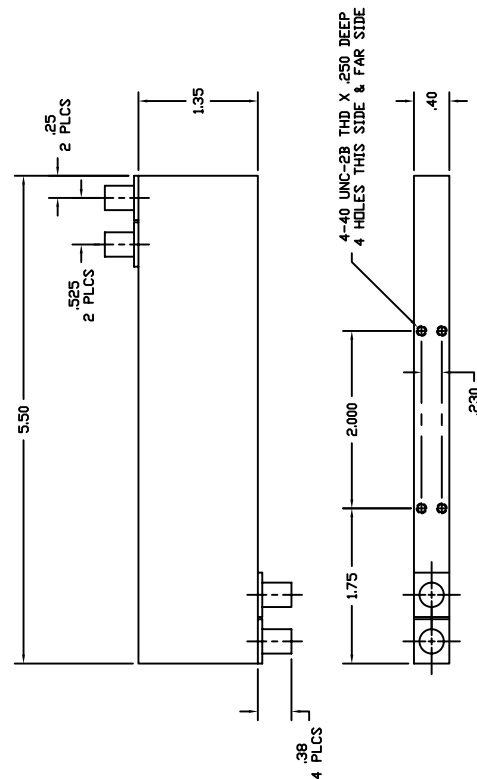 .25
2 PLCS
.525
2 PLCS
5.50
1.35
.38
4 PLCS
4-40 UNC-2B THD X .250 DEEP
4 HOLES THIS SIDE & FAR SIDE
.40
2.000
1.75
.230